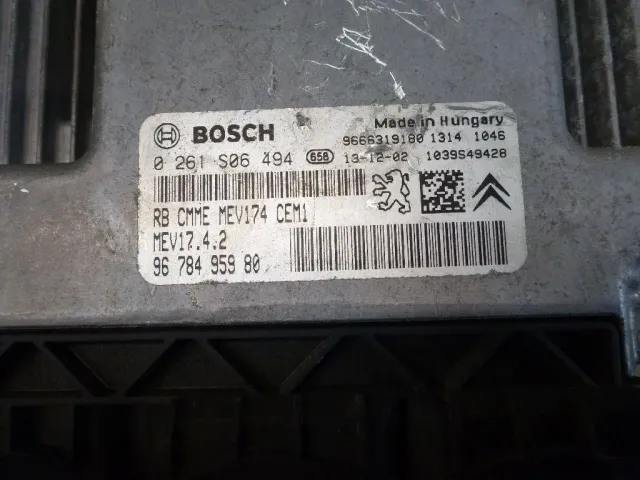 BOSCH
Made in Hungary
9666319180 1314 1046
0 261 S06 494 658 13-12-02 1039S49428
RB CMME MEV174 CEM1
MEV17.4.2
96 784 959 80